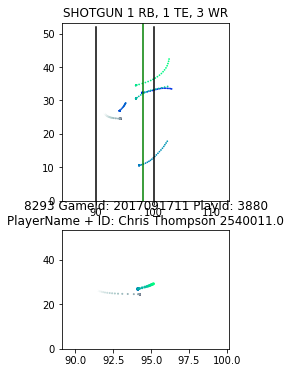 SHOTGUN 1 RB, 1 TE, 3 WR
50
40
30
20
10
0
90 100 110
8293 GameId: 2017091711 PlayId: 3880
PlayerName + ID: Chris Thompson 2540011.0
40
20
0
90.0 92.5 95.0 97.5 100.0